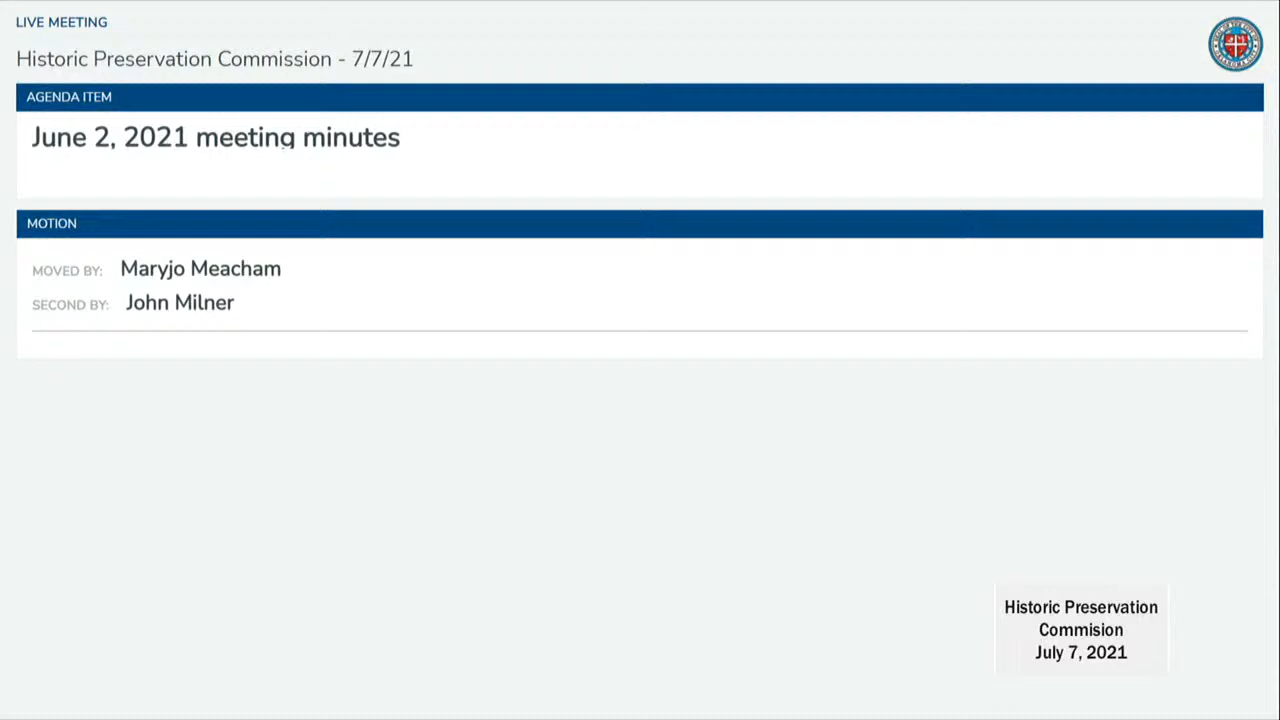 LIVE MEETING
Historic Preservation Commission - 7/7/21
AGENDA ITEM
June 2, 2021 meeting minutes
MOTION
MOVED BY: Maryjo Meacham
SECOND BY: John Milner
Historic Preservation
Commision
July 7, 2021